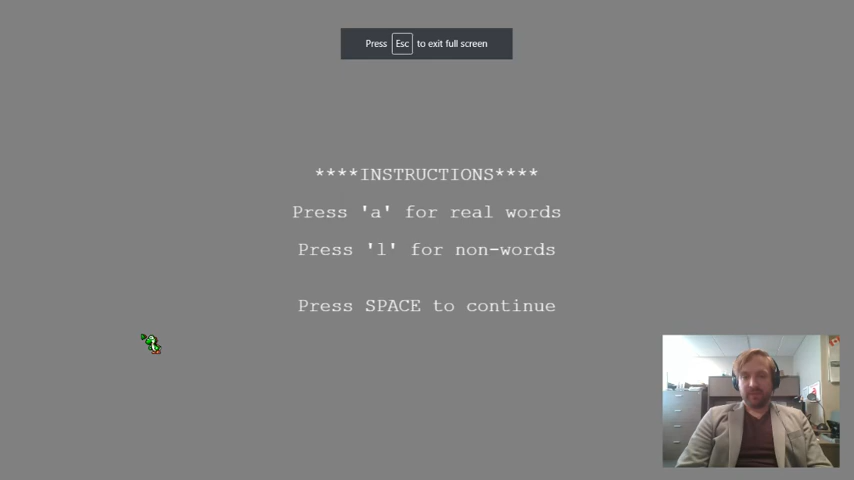 Press Esc to exit full screen
****INSTRUCTIONS****
Press 'a' for real words
Press 'l' for non-words
Press SPACE to continue